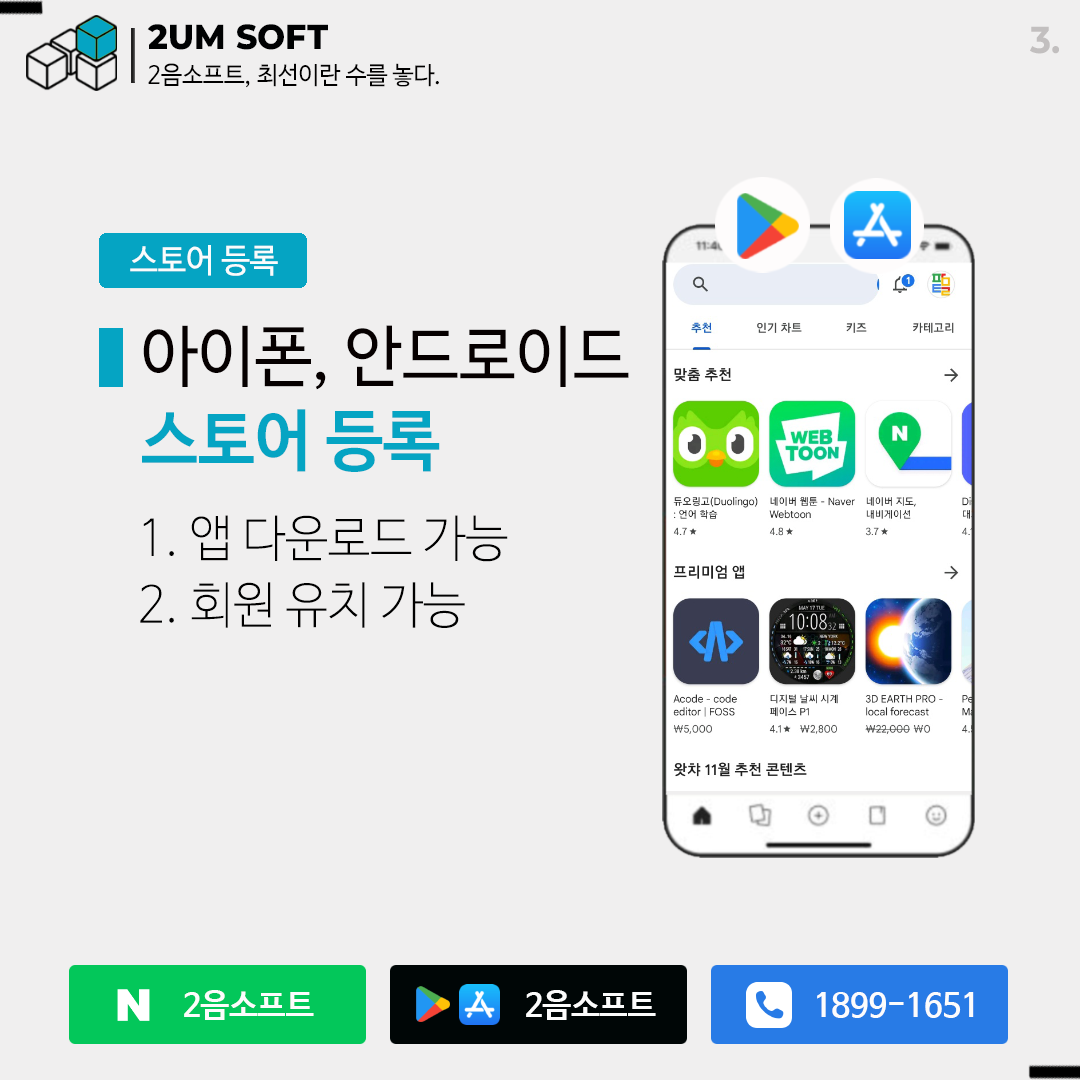 2UM SOFT
2음소프트, 최선이란 수를 놓다.
3.
스토어 등록
아이폰, 안드로이드
스토어 등록
1. 앱 다운로드 가능
2. 회원 유치 가능
1
추천 인기 차트 키즈 카테고리
맞춤 추천
WEB
TOON
N
듀오링고(Duolingo)
: 언어 학습
4.7★
네이버 웹툰 - Naver
Webtoon
4.8★
네이버 지도,
내비게이션
3.7★
프리미엄 앱
MAY 17 TUE
10:08
Acode - code
editor | FOSS
₩5,000
디지털 날씨 시계
페이스 P1
4.1★ ₩2,800
3D EARTH PRO -
local forecast
₩22,000 ₩0
왓챠 11월 추천 콘텐츠
N 2음소프트
2음소프트
1899-1651